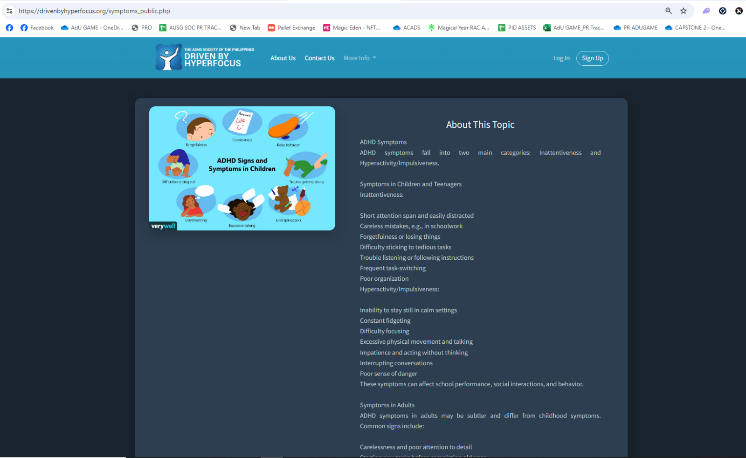 https://drivenbyhyperfocus.org/symptoms_public.php
Facebook
AdU GAME - OneDr...
PRO
AUSG SOC PR TRAC...
New Tab
Pallet Exchange
Magic Eden - NFT...
ACADS
Magical Year RAC A...
PID ASSETS
AdU GAME_PR Trac...
PR ADUGAME
CAPSTONE 2 - One...
THE ADHD SOCIETY OF THE PHILIPPINES
DRIVEN BY
HYPERFOCUS
About Us
Contact Us
More Info
Log In
Sign Up
Forgetfulness
Risky behavior
ADHD Signs and
Symptoms in Children
Daydreaming
Excessive talking
verywell
About This Topic
ADHD Symptoms
ADHD symptoms fall into two main categories: Inattentiveness and
Hyperactivity/Impulsiveness.
Symptoms in Children and Teenagers
Inattentiveness:
Short attention span and easily distracted
Careless mistakes, e.g., in schoolwork
Forgetfulness or losing things
Difficulty sticking to tedious tasks
Trouble listening or following instructions
Frequent task-switching
Poor organization
Hyperactivity/Impulsiveness:
Inability to stay still in calm settings
Constant fidgeting
Difficulty focusing
Excessive physical movement and talking
Impatience and acting without thinking
Interrupting conversations
Poor sense of danger
These symptoms can affect school performance, social interactions, and behavior.
Symptoms in Adults
ADHD symptoms in adults may be subtler and differ from childhood symptoms.
Common signs include:
Carelessness and poor attention to detail